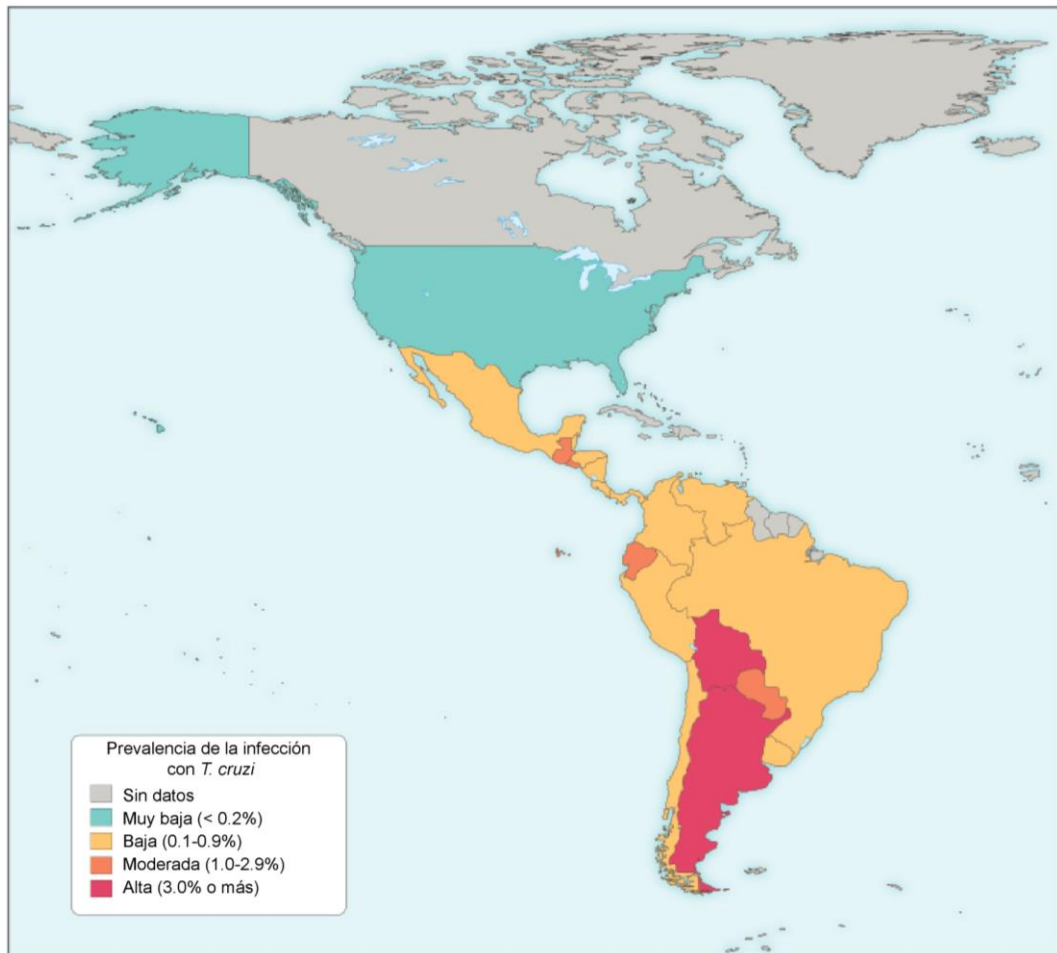 Prevalencia de la infección
con T. cruzi
Sin datos
Muy baja (< 0.2%)
Baja (0.1-0.9%)
Moderada (1.0-2.9%)
Alta (3.0% o más)